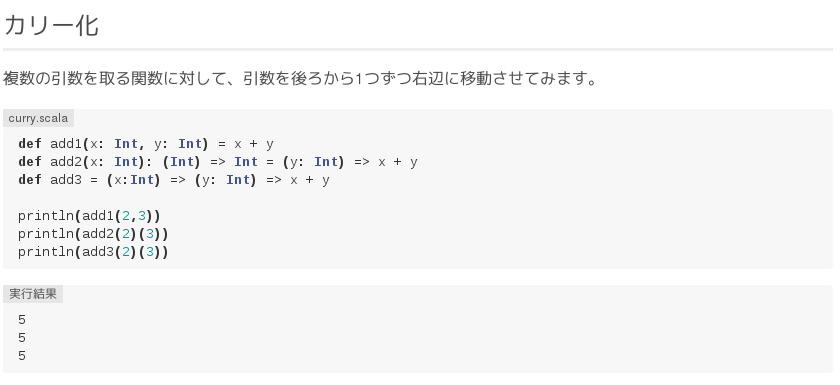 カリー化
複数の引数を取る関数に対して、引数を後ろから1つずつ右辺に移動させてみます。
curry.scala
def add1(x: Int, y: Int) = x + y
def add2(x: Int): (Int) => Int = (y: Int) => x + y
def add3 = (x:Int) => (y: Int) => x + y
println(add1(2,3))
println(add2(2)(3))
println(add3(2)(3))
実行結果
5
5
5